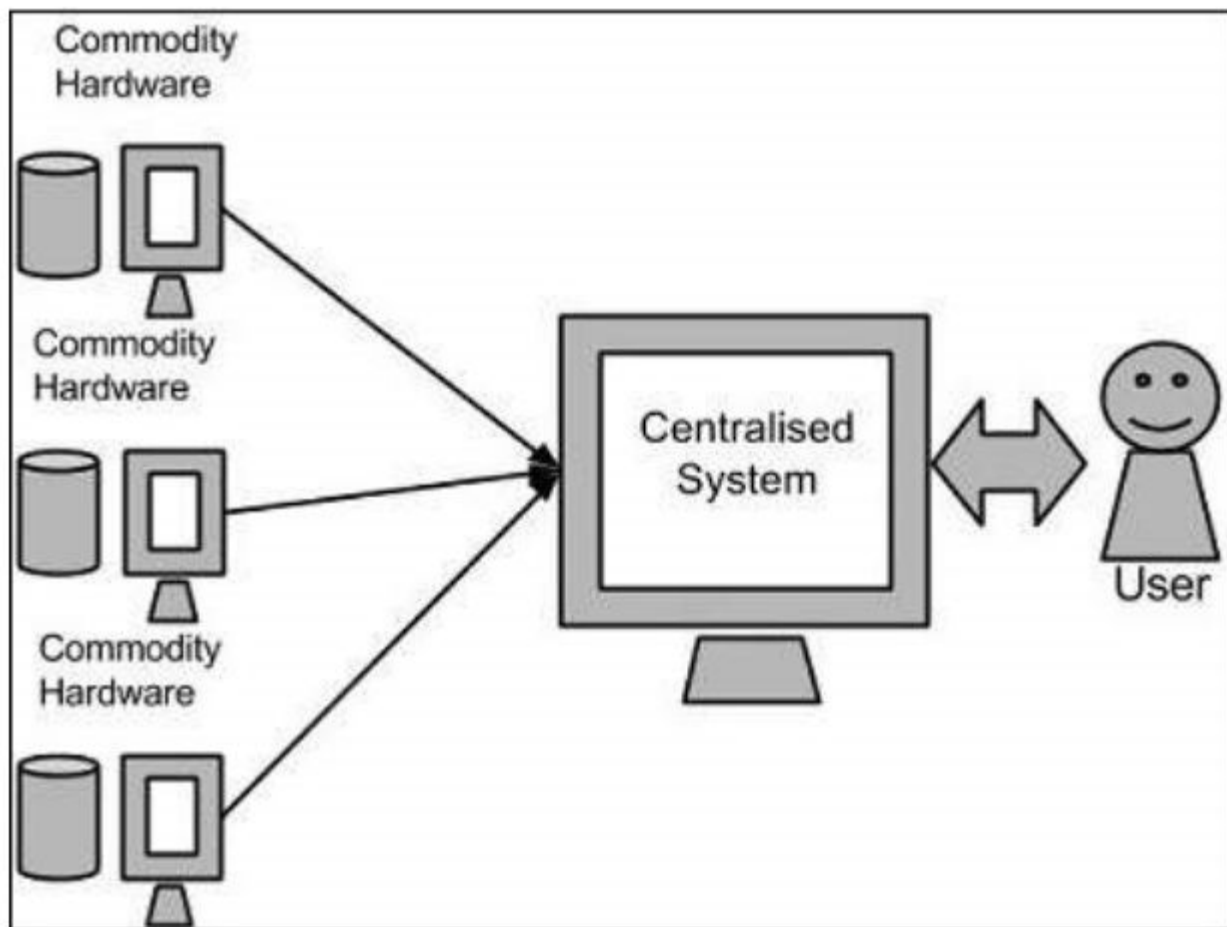 Commodity
Hardware
Commodity
Hardware
Commodity
Hardware
Centralised
System
User